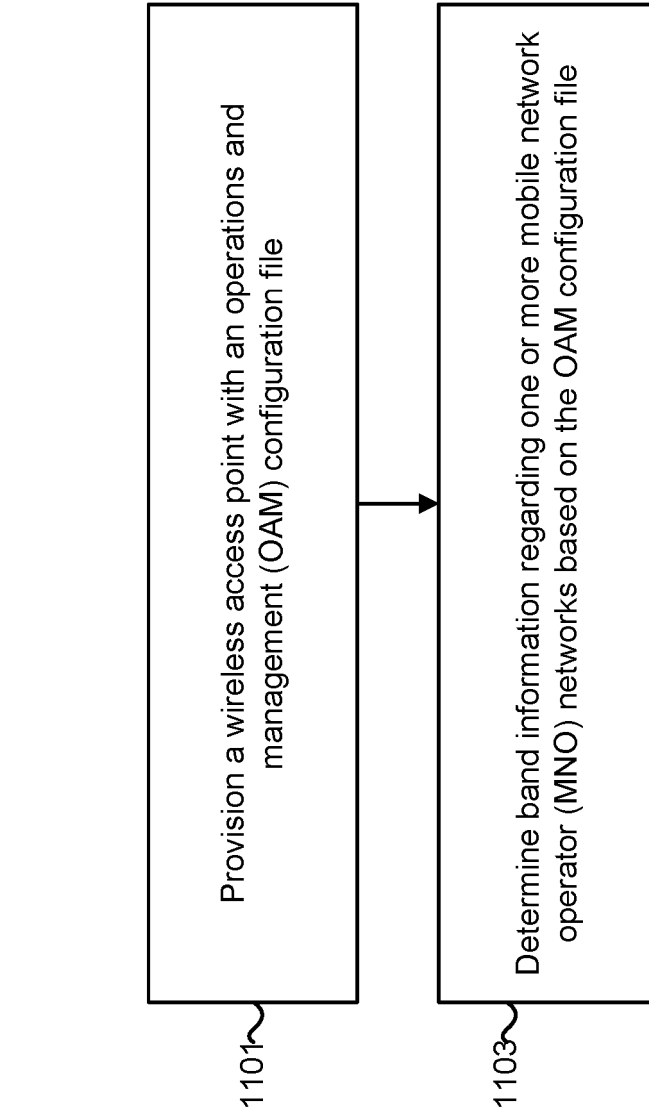 1101
Provision a wireless access point with an operations and
management (OAM) configuration file
1103
Determine band information regarding one or more mobile network
operator (MNO) networks based on the OAM configuration file